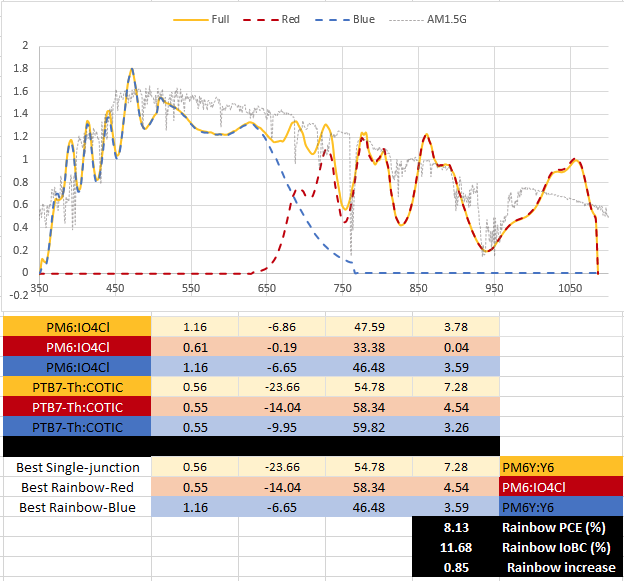 Full Red Blue AM1.5G
2
1.8
1.6
1.4
1.2
1
0.8
0.6
0.4
0.2
0
-0.2
350 450 550 650 750 850 950 1050
PM6:IO4Cl 1.16 -6.86 47.59 3.78
PM6:IO4Cl 0.61 -0.19 33.38 0.04
PM6:IO4Cl 1.16 -6.65 46.48 3.59
PTB7-Th:COTIC 0.56 -23.66 54.78 7.28
PTB7-Th:COTIC 0.55 -14.04 58.34 4.54
PTB7-Th:COTIC 0.55 -9.95 59.82 3.26
Best Single-junction 0.56 -23.66 54.78 7.28 PM6Y:Y6
Best Rainbow-Red 0.55 -14.04 58.34 4.54 PM6:IO4Cl
Best Rainbow-Blue 1.16 -6.65 46.48 3.59 PM6Y:Y6
8.13 Rainbow PCE (%)
11.68 Rainbow IoBC (%)
0.85 Rainbow increase